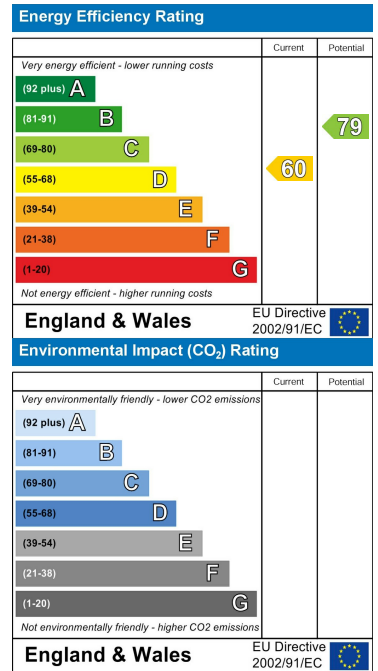 Energy Efficiency Rating
Current Potential
Very energy efficient - lower running costs
(92 plus) A
(81-91) B
(69-80) C
(55-68) D
(39-54) E
(21-38) F
(1-20) G
60
79
Not energy efficient - higher running costs
England & Wales
EU Directive
2002/91/EC
Environmental Impact (CO₂) Rating
Current Potential
Very environmentally friendly - lower CO2 emissions
(92 plus) A
(81-91) B
(69-80) C
(55-68) D
(39-54) E
(21-38) F
(1-20) G
Not environmentally friendly - higher CO2 emissions
England & Wales
EU Directive
2002/91/EC